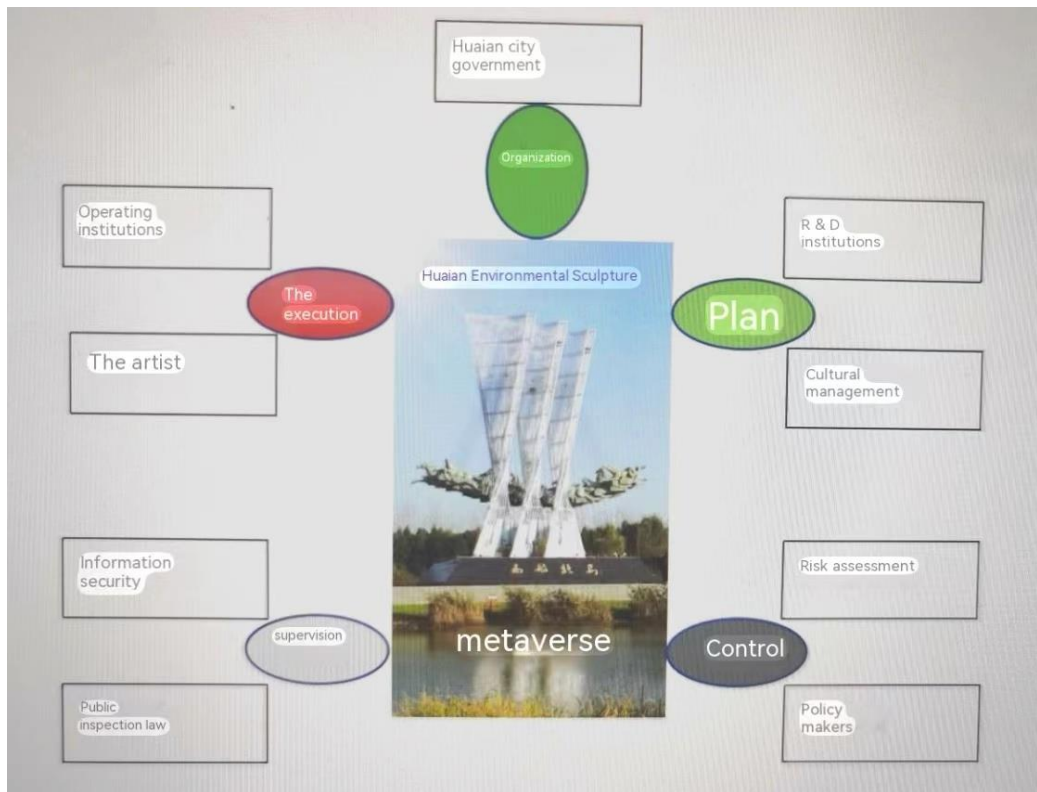 Huaian city
government
Organization
Operating
institutions
R & D
institutions
Huaian Environmental Sculpture
The
execution
Plan
The artist
Cultural
management
Information
security
Risk assessment
supervision
metaverse
Control
Public
inspection law
Policy
makers